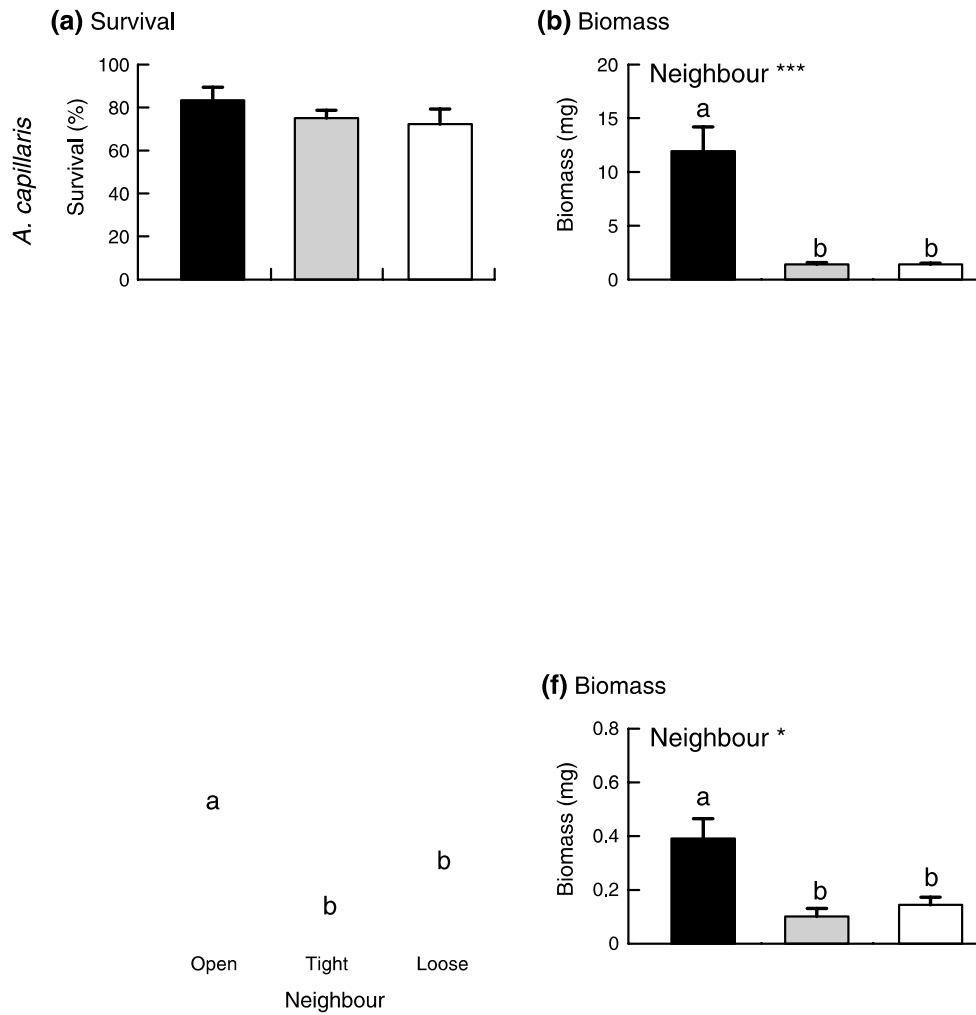 (a) Survival
100
80
60
40
20
0
Survival (%)
A. capillaris
(b) Biomass
20
15
10
5
0
Biomass (mg)
Neighbour ***
a
b
b
(f) Biomass
0.8
0.6
0.4
0.2
0
Biomass (mg)
Neighbour *
a
b
b
a
b
b
Open Tight Loose
Neighbour